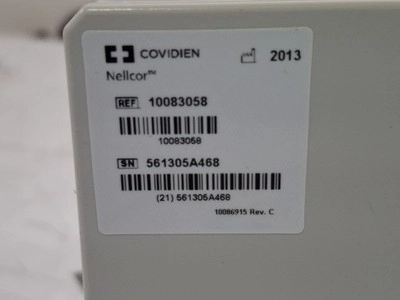 COVIDIEN 2013
Nellcor™
REF 10083058
10083058
SN 561305A468
(21) 561305A468
10086915 Rev. C